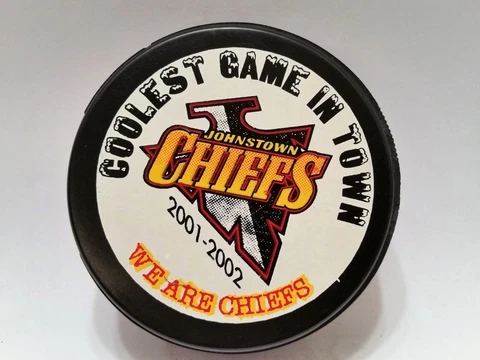 COOLEST GAME IN TOWN
JOHNSTOWN
CHIEFS
2001-2002
WE ARE CHIEFS